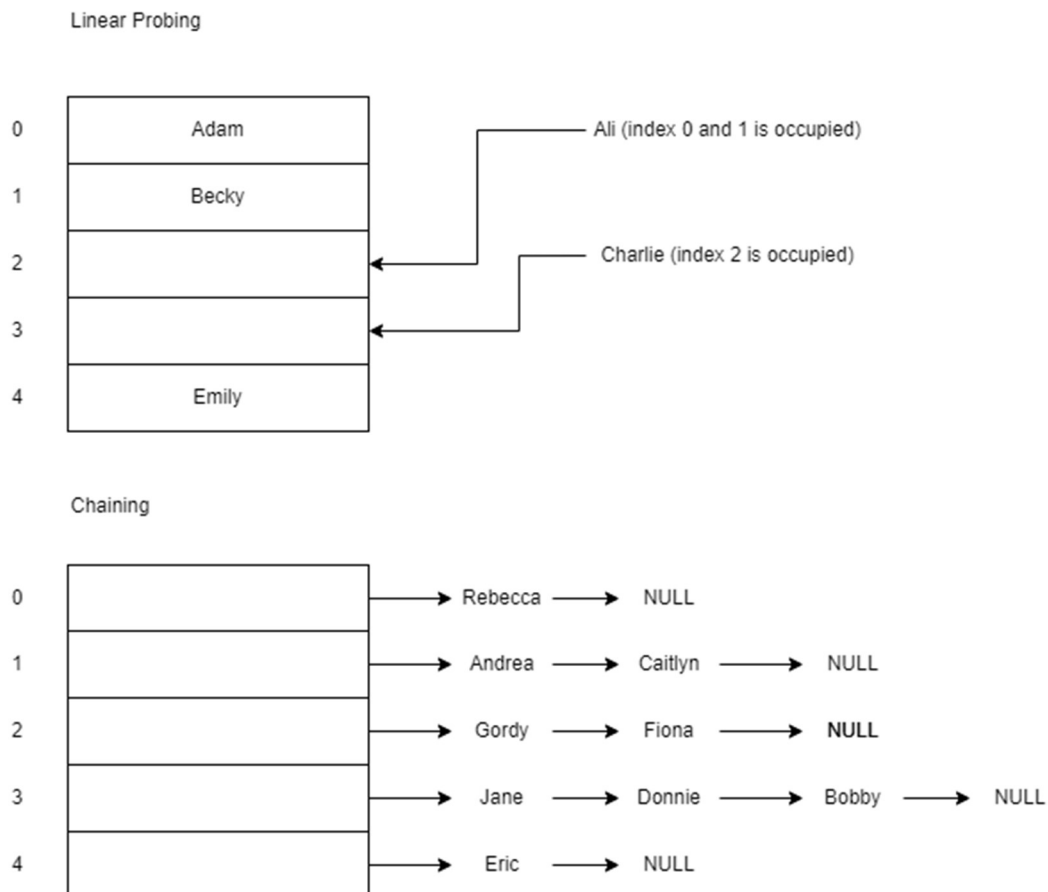 Linear Probing
0 Adam Ali (index 0 and 1 is occupied)
1 Becky
2 Charlie (index 2 is occupied)
3
4 Emily
Chaining
0 Rebecca NULL
1 Andrea Caitlyn NULL
2 Gordy Fiona NULL
3 Jane Donnie Bobby NULL
4 Eric NULL